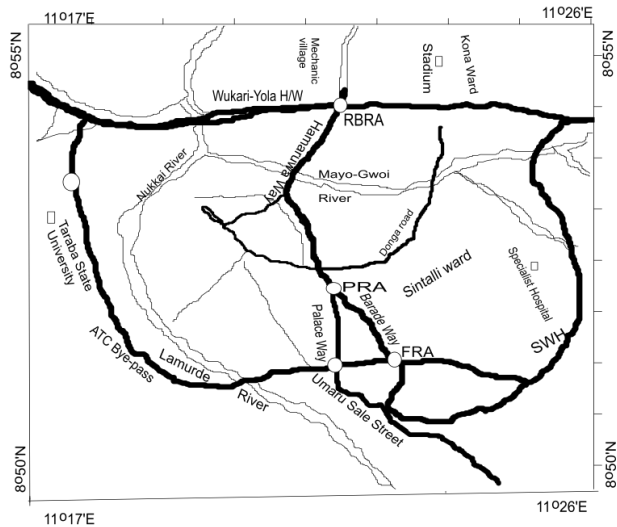 11°17'E
11°26'E
8°55'N
8°55'N
Mechanic
village
Stadium
Kona Ward
Wukari-Yola H/W
RBRA
Hamaruwa Way
Nukkai River
Mayo-Gwoi
River
Taraba State
University
Donga road
Sintalli ward
Specialist Hospital
PRA
Barade Way
Palace Way
FRA
SWH
ATC Bye-pass
Lamurde
River
Umaru Sale Street
8°50'N
8°50'N
11°17'E
11°26'E